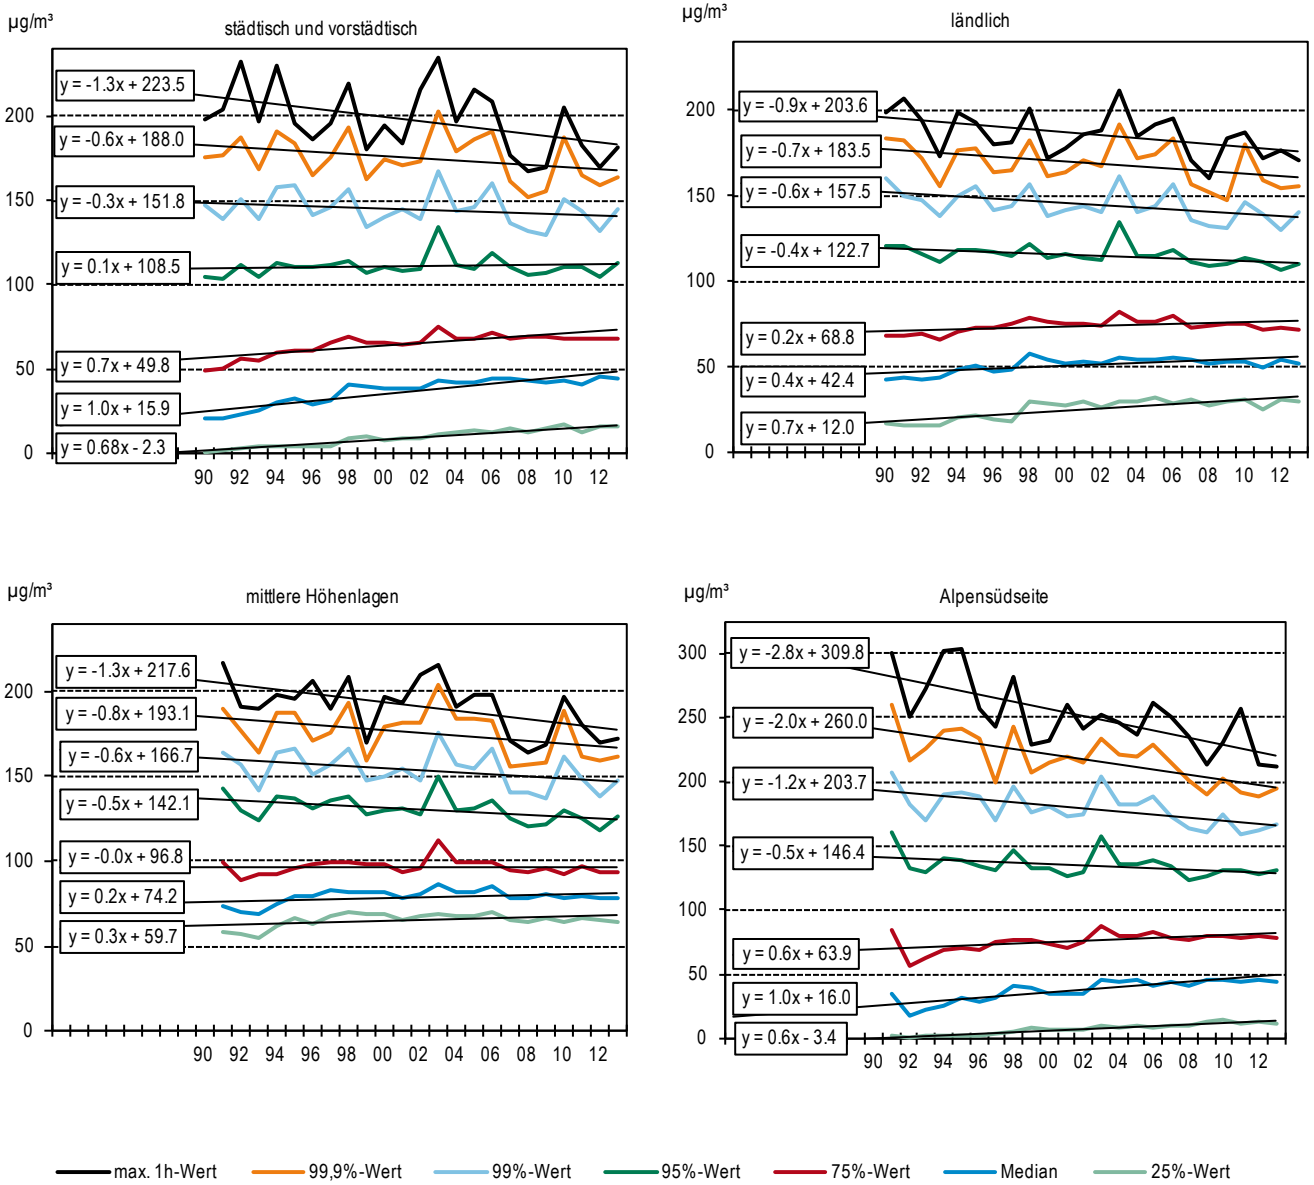 µg/m³
städtisch und vorstädtisch
200
150
100
50
0
y = -1.3x + 223.5
y = -0.6x + 188.0
y = -0.3x + 151.8
y = 0.1x + 108.5
y = 0.7x + 49.8
y = 1.0x + 15.9
y = 0.68x - 2.3
90 92 94 96 98 00 02 04 06 08 10 12
µg/m³
ländlich
200
150
100
50
0
y = -0.9x + 203.6
y = -0.7x + 183.5
y = -0.6x + 157.5
y = -0.4x + 122.7
y = 0.2x + 68.8
y = 0.4x + 42.4
y = 0.7x + 12.0
90 92 94 96 98 00 02 04 06 08 10 12
µg/m³
mittlere Höhenlagen
200
150
100
50
0
y = -1.3x + 217.6
y = -0.8x + 193.1
y = -0.6x + 166.7
y = -0.5x + 142.1
y = -0.0x + 96.8
y = 0.2x + 74.2
y = 0.3x + 59.7
90 92 94 96 98 00 02 04 06 08 10 12
µg/m³
Alpensüdseite
300
250
200
150
100
50
0
y = -2.8x + 309.8
y = -2.0x + 260.0
y = -1.2x + 203.7
y = -0.5x + 146.4
y = 0.6x + 63.9
y = 1.0x + 16.0
y = 0.6x - 3.4
90 92 94 96 98 00 02 04 06 08 10 12
max. 1h-Wert 99,9%-Wert 99%-Wert 95%-Wert 75%-Wert Median 25%-Wert